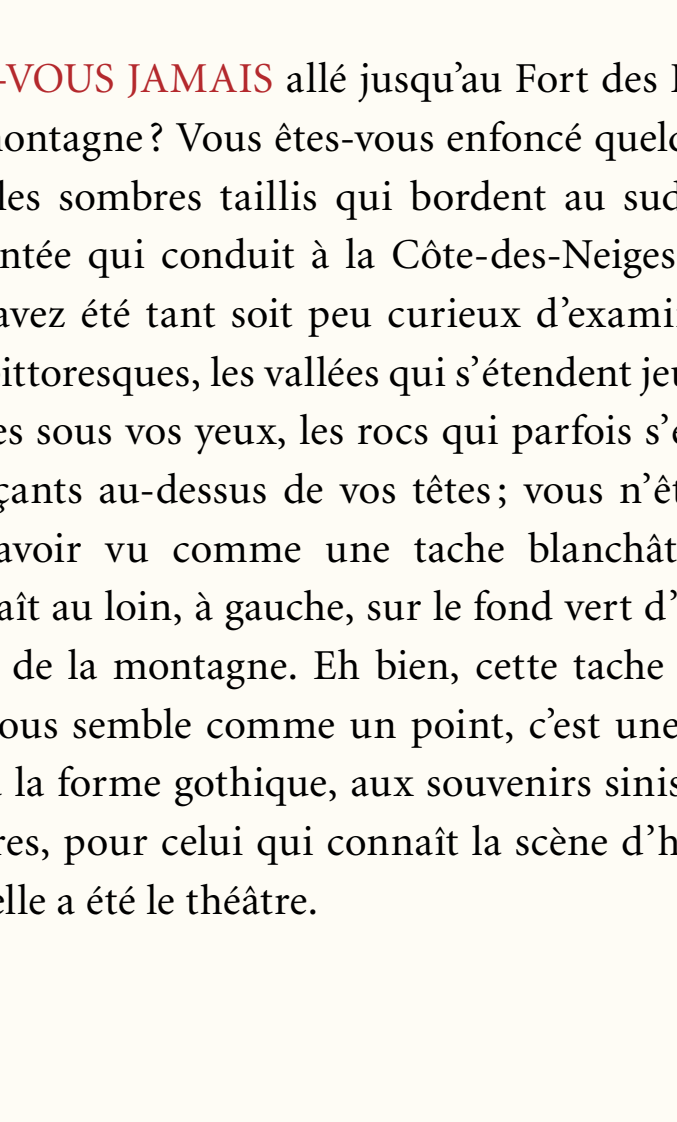 -VOUS JAMAIS allé jusqu’au Fort des
montagne ? Vous êtes-vous enfoncé quel
les sombres taillis qui bordent au sud
ntée qui conduit à la Côte-des-Neiges
avez été tant soit peu curieux d’exami
ittoresques, les vallées qui s’étendent jeu
es sous vos yeux, les rocs qui parfois s’é
çants au-dessus de vos têtes ; vous n’êt
avoir vu comme une tache blanchât
aît au loin, à gauche, sur le fond vert d’
de la montagne. Eh bien, cette tache
ous semble comme un point, c’est une
la forme gothique, aux souvenirs sinis
res, pour celui qui connaît la scène d’h
elle a été le théâtre.